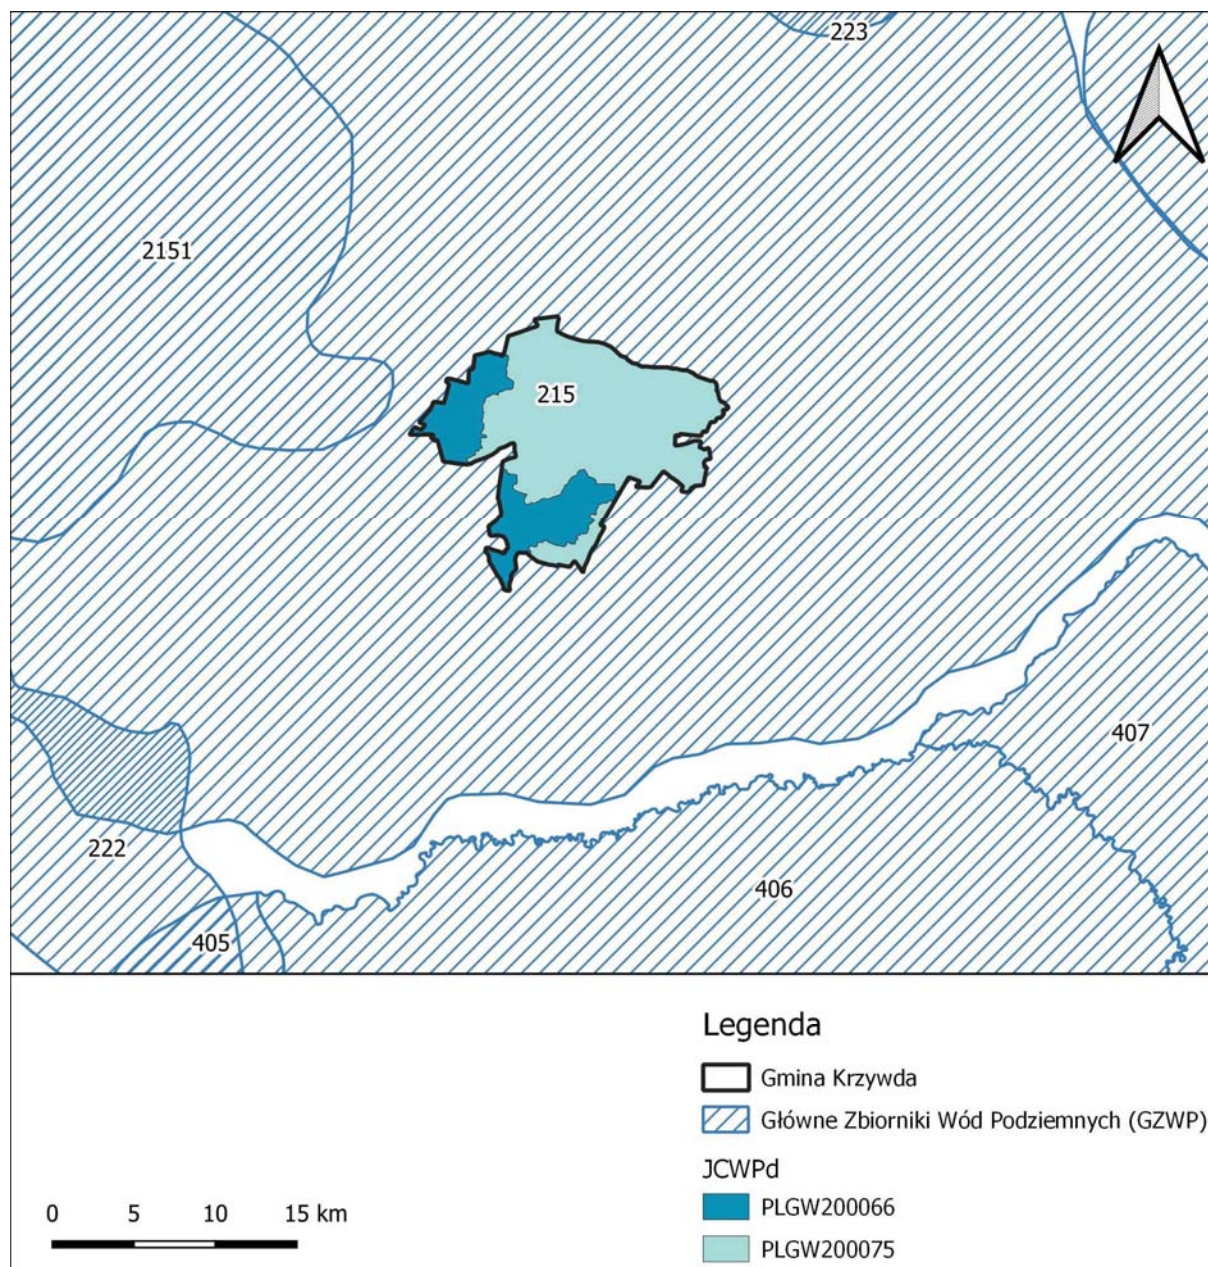 223
2151
215
407
222
406
405
Legenda
Gmina Krzywda
Główne Zbiorniki Wód Podziemnych (GZWP)
JCWPd
PLGW200066
PLGW200075
0 5 10 15 km